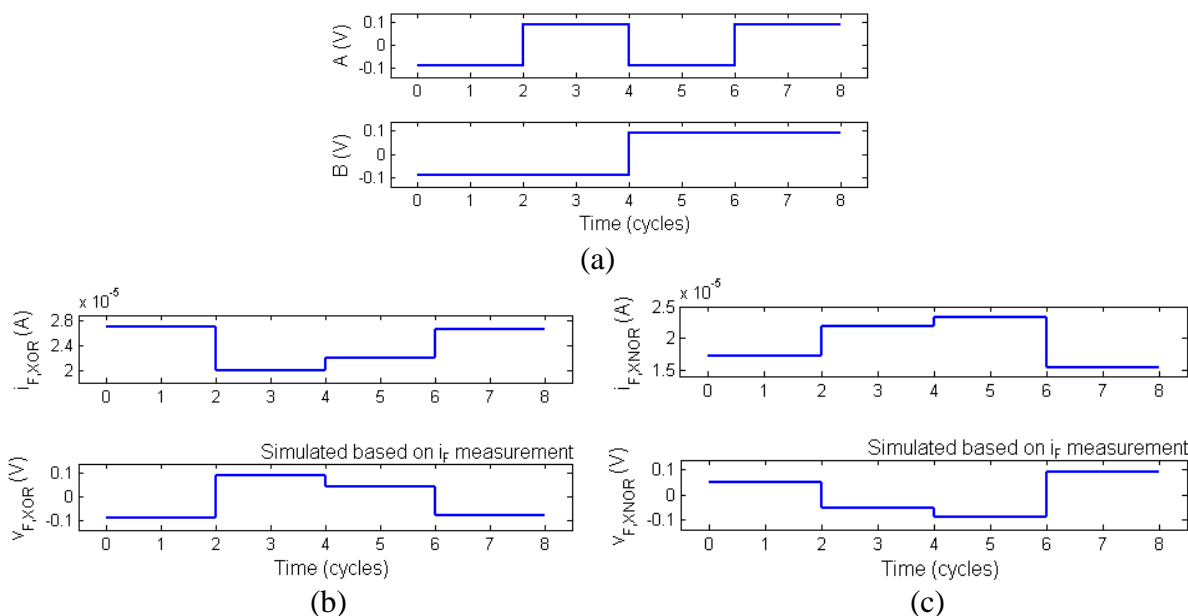 A (V)
0.1
0
-0.1
0 1 2 3 4 5 6 7 8
B (V)
0.1
0
-0.1
0 1 2 3 4 5 6 7 8
Time (cycles)
(a)
x 10^-5
i_F,XOR (A)
2.8
2.4
2
0 1 2 3 4 5 6 7 8
Simulated based on i_F measurement
V_F,XOR (V)
0.1
0
-0.1
0 1 2 3 4 5 6 7 8
Time (cycles)
(b)
x 10^-5
i_F,XNOR (A)
2.5
2
1.5
0 1 2 3 4 5 6 7 8
Simulated based on i_F measurement
V_F,XNOR (V)
0.1
0
-0.1
0 1 2 3 4 5 6 7 8
Time (cycles)
(c)